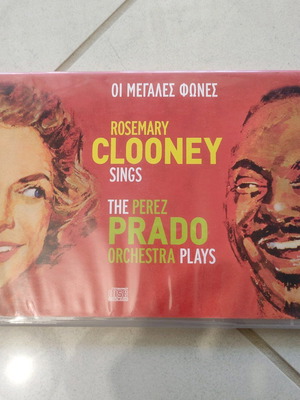 ΟΙ ΜΕΓΑΛΕΣ ΦΩΝΕΣ
ROSEMARY
CLOONEY
SINGS
THE PEREZ
PRADO
ORCHESTRA PLAYS